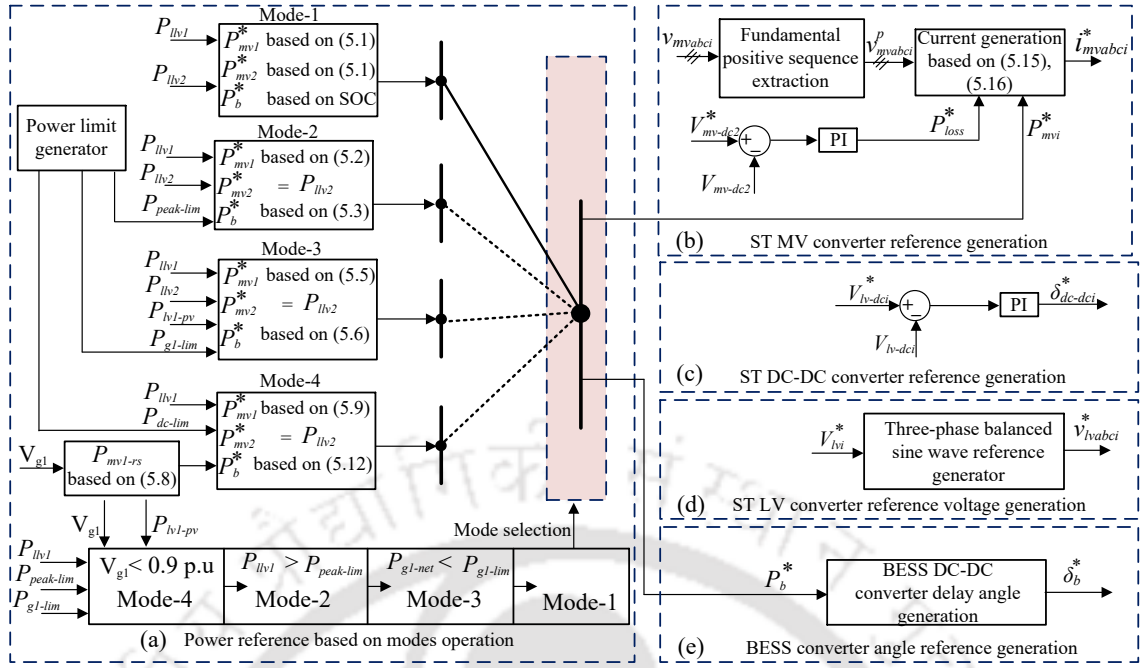 Mode-1
P_llv1
P*_mv1 based on (5.1)
P_llv2
P*_mv2 based on (5.1)
P*_b based on SOC
Power limit
generator
Mode-2
P_llv1
P*_mv1 based on (5.2)
P_llv2
P*_mv2 = P_llv2
P_peak-lim
P*_b based on (5.3)
Mode-3
P_llv1
P*_mv1 based on (5.5)
P_llv2
P*_mv2 = P_llv2
P_lv1-pv
P_g1-lim
P*_b based on (5.6)
Mode-4
P_llv1
P*_mv1 based on (5.9)
P_dc-lim
P*_mv2 = P_llv2
P*_b based on (5.12)
V_g1
P_mv1-rs
based on (5.8)
V_g1
P_lv1-pv
Mode selection
P_llv1
P_peak-lim
P_g1-lim
V_g1 < 0.9 p.u
Mode-4
P_llv1 > P_peak-lim
Mode-2
P_g1-net < P_g1-lim
Mode-3
Mode-1
(a) Power reference based on modes operation
v_mvabci
Fundamental
positive sequence
extraction
v^p_mvabci
Current generation
based on (5.15),
(5.16)
i*_mvabci
V*_mv-dc2
+
−
PI
P*_loss
P*_mvi
V_mv-dc2
(b) ST MV converter reference generation
V*_lv-dci
+
−
PI
δ*_dc-dci
V_lv-dci
(c) ST DC-DC converter reference generation
V*_lvi
Three-phase balanced
sine wave reference
generator
v*_lvabci
(d) ST LV converter reference voltage generation
P*_b
BESS DC-DC
converter delay angle
generation
δ*_b
(e) BESS converter angle reference generation